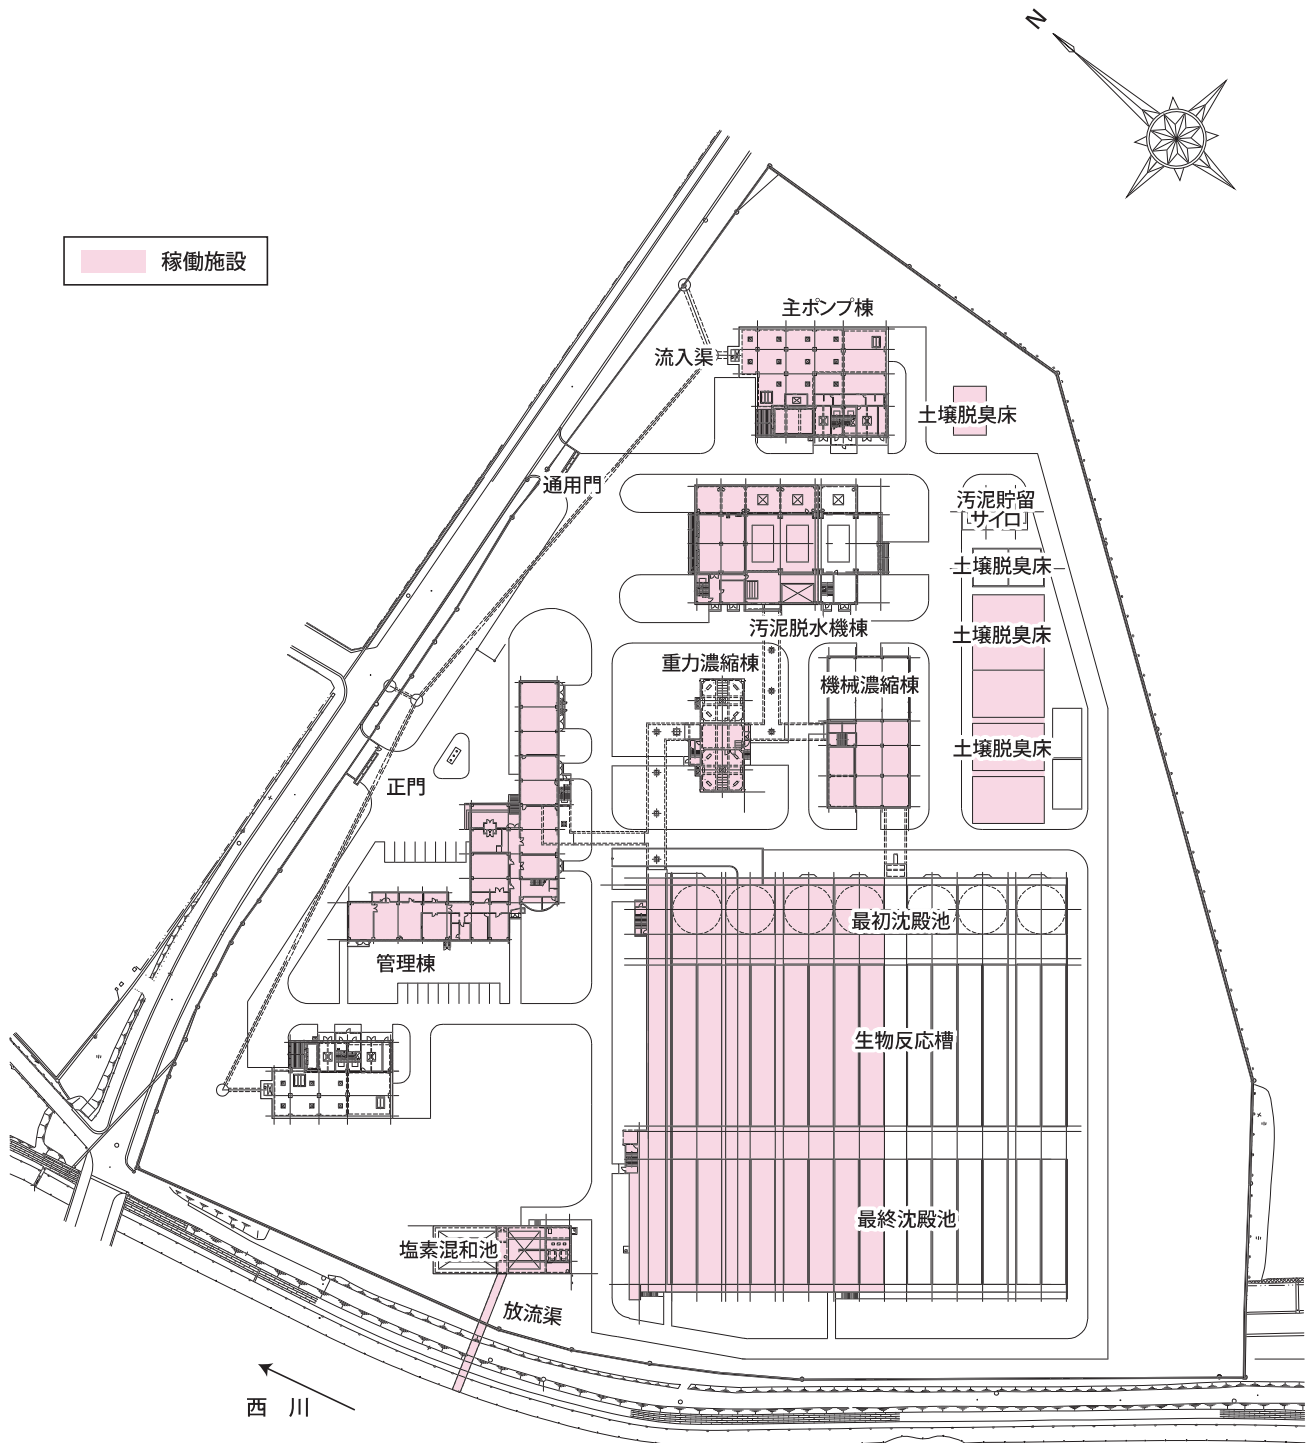 N
稼働施設
主ポンプ棟
流入渠
土壌脱臭床
通用門
汚泥貯留
サイロ
土壌脱臭床
汚泥脱水機棟
土壌脱臭床
重力濃縮棟
機械濃縮棟
土壌脱臭床
正門
最初沈殿池
管理棟
生物反応槽
最終沈殿池
塩素混和池
放流渠
西 川